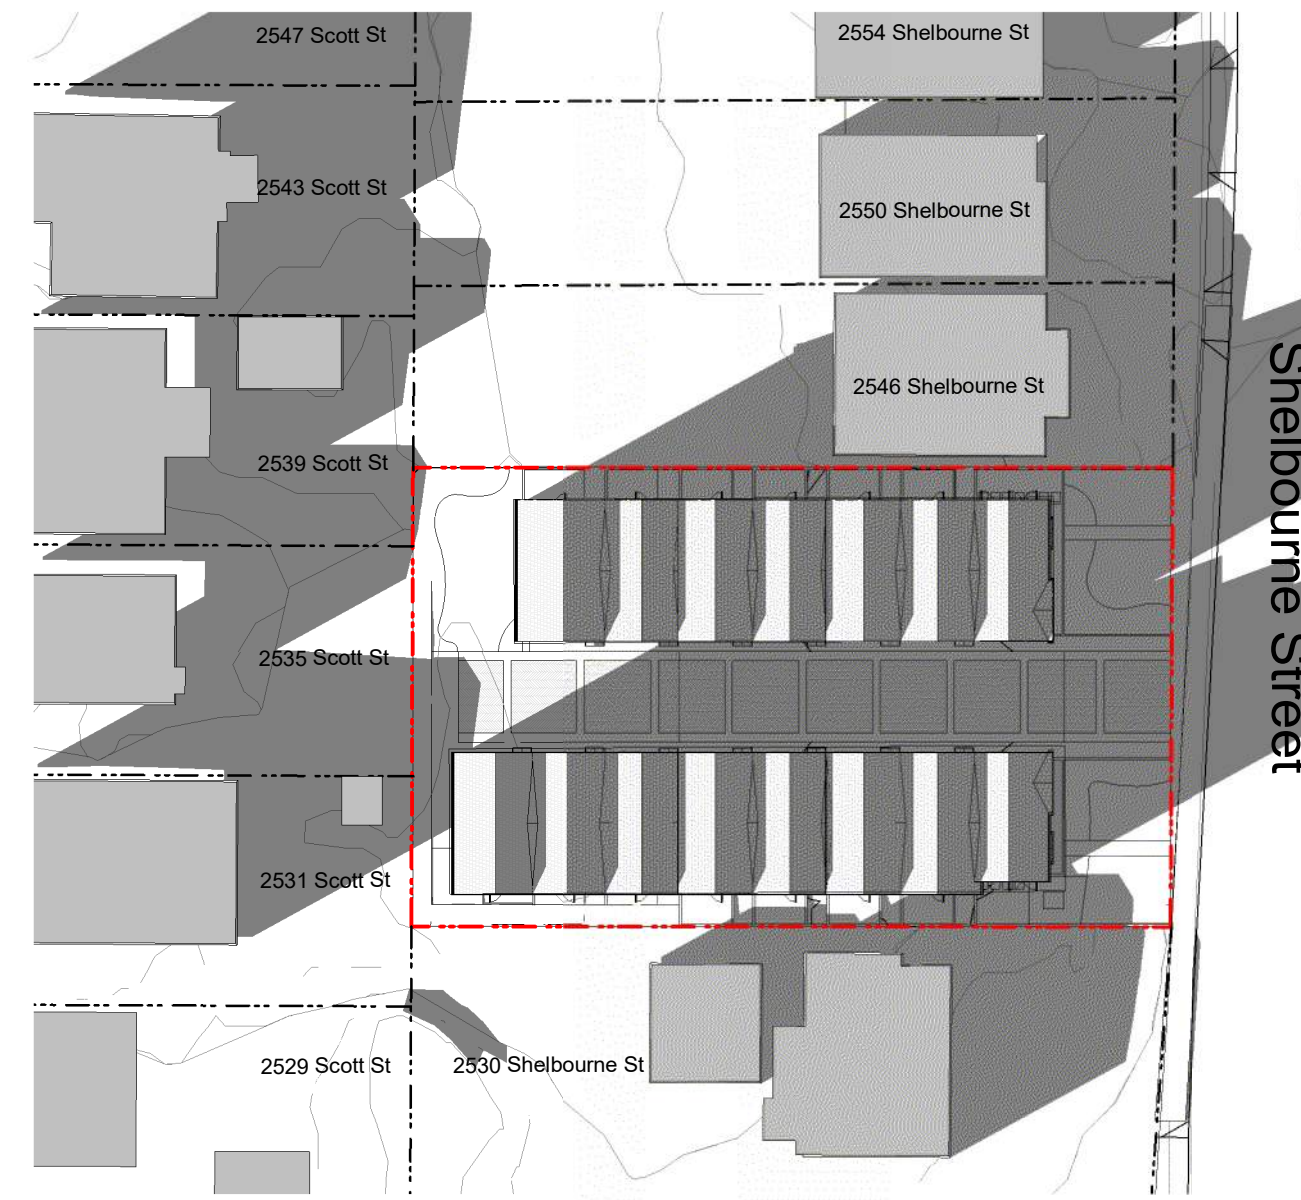 2547 Scott St
2554 Shelbourne St
2543 Scott St
2550 Shelbourne St
2546 Shelbourne St
2539 Scott St
Shelbourne Street
2535 Scott St
2531 Scott St
2529 Scott St
2530 Shelbourne St